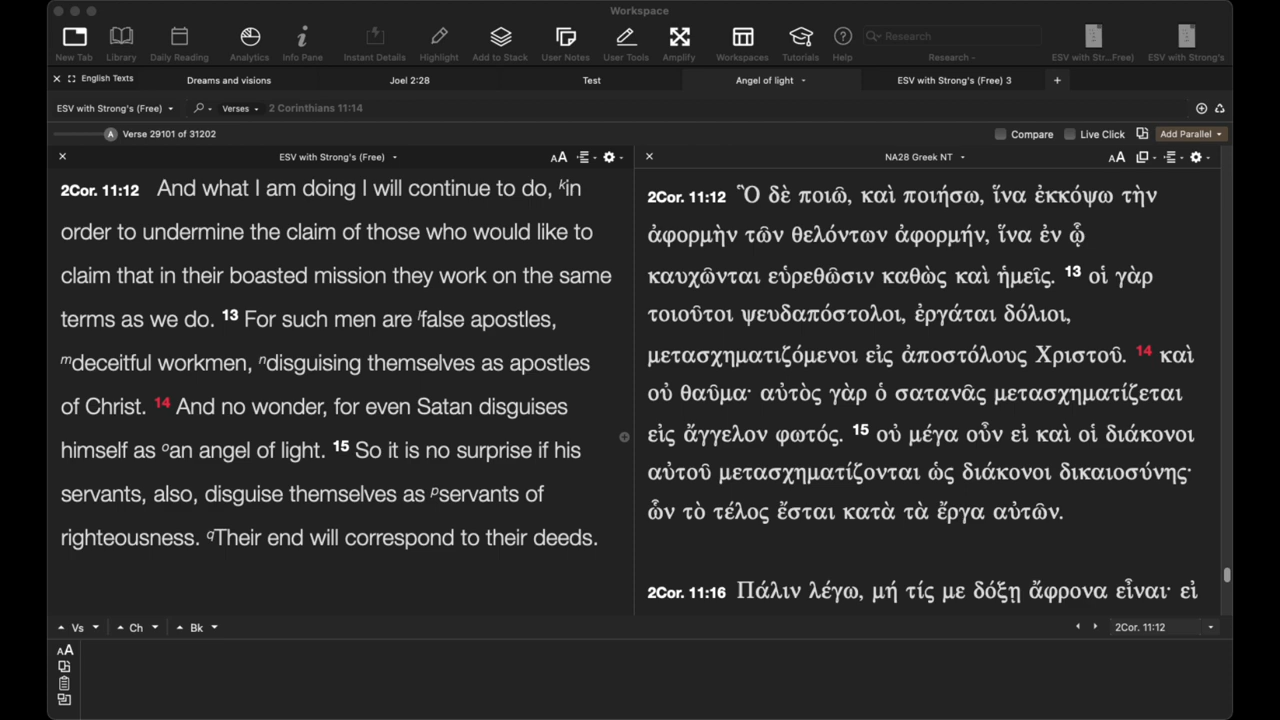 Workspace
New Tab Library Daily Reading Analytics Info Pane Instant Details Highlight Add to Stack User Notes User Tools Amplify Workspaces Tutorials Help Research Research ESV with Str...Free) ESV with Strong's
English Texts Dreams and visions Joel 2:28 Test Angel of light ESV with Strong's (Free) 3
ESV with Strong's (Free) Verses 2 Corinthians 11:14
A Verse 29101 of 31202 Compare Live Click Add Parallel
ESV with Strong's (Free) AA
2Cor. 11:12 And what I am doing I will continue to do, kin
order to undermine the claim of those who would like to
claim that in their boasted mission they work on the same
terms as we do. 13 For such men are lfalse apostles,
mdeceitful workmen, ndisguising themselves as apostles
of Christ. 14 And no wonder, for even Satan disguises
himself as oan angel of light. 15 So it is no surprise if his
servants, also, disguise themselves as pservants of
righteousness. qTheir end will correspond to their deeds.
NA28 Greek NT AA
2Cor. 11:12 Ὃ δὲ ποιῶ, καὶ ποιήσω, ἵνα ἐκκόψω τὴν
ἀφορμὴν τῶν θελόντων ἀφορμήν, ἵνα ἐν ᾧ
καυχῶνται εὑρεθῶσιν καθὼς καὶ ἡμεῖς. 13 οἱ γὰρ
τοιοῦτοι ψευδαπόστολοι, ἐργάται δόλιοι,
μετασχηματιζόμενοι εἰς ἀποστόλους Χριστοῦ. 14 καὶ
οὐ θαῦμα· αὐτὸς γὰρ ὁ σατανᾶς μετασχηματίζεται
εἰς ἄγγελον φωτός. 15 οὐ μέγα οὖν εἰ καὶ οἱ διάκονοι
αὐτοῦ μετασχηματίζονται ὡς διάκονοι δικαιοσύνης·
ὧν τὸ τέλος ἔσται κατὰ τὰ ἔργα αὐτῶν.
2Cor. 11:16 Πάλιν λέγω, μή τίς με δόξῃ ἄφρονα εἶναι· εἰ
Vs Ch Bk 2Cor. 11:12
AA